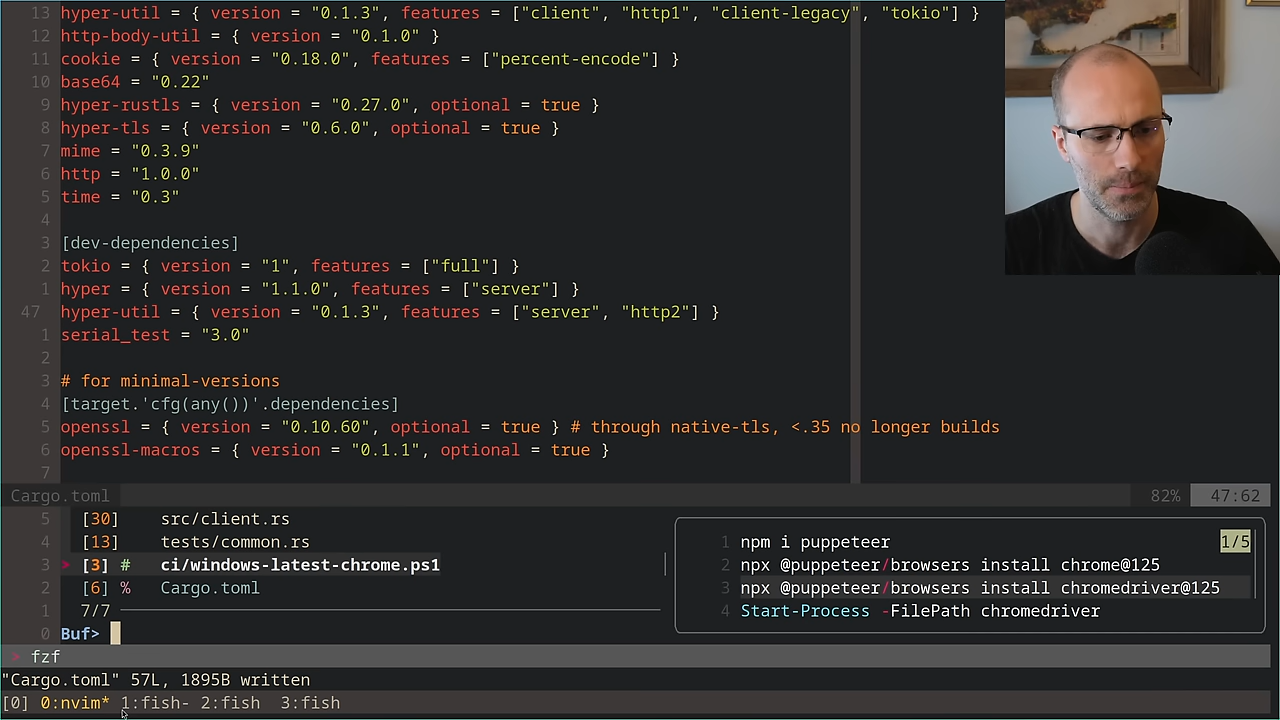 13 hyper-util = { version = "0.1.3", features = ["client", "http1", "client-legacy", "tokio"] }
12 http-body-util = { version = "0.1.0" }
11 cookie = { version = "0.18.0", features = ["percent-encode"] }
10 base64 = "0.22"
9 hyper-rustls = { version = "0.27.0", optional = true }
8 hyper-tls = { version = "0.6.0", optional = true }
7 mime = "0.3.9"
6 http = "1.0.0"
5 time = "0.3"
4
3 [dev-dependencies]
2 tokio = { version = "1", features = ["full"] }
1 hyper = { version = "1.1.0", features = ["server"] }
47 hyper-util = { version = "0.1.3", features = ["server", "http2"] }
1 serial_test = "3.0"
2
3 # for minimal-versions
4 [target.'cfg(any())'.dependencies]
5 openssl = { version = "0.10.60", optional = true } # through native-tls, <.35 no longer builds
6 openssl-macros = { version = "0.1.1", optional = true }
7
Cargo.toml 82% 47:62
5 [30] src/client.rs
4 [13] tests/common.rs
3 > [3] # ci/windows-latest-chrome.ps1
2 [6] % Cargo.toml
1 7/7
0 Buf>
1 npm i puppeteer 1/5
2 npx @puppeteer/browsers install chrome@125
3 npx @puppeteer/browsers install chromedriver@125
4 Start-Process -FilePath chromedriver
> fzf
"Cargo.toml" 57L, 1895B written
[0] 0:nvim* 1:fish- 2:fish 3:fish